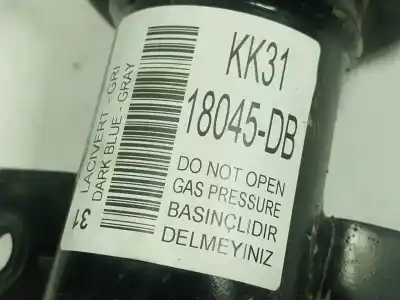 KK31
18045-DB
DO NOT OPEN
GAS PRESSURE
BASINÇLIDIR
DELMEYINIZ
LACIVERT - GRI
DARK BLUE - GRAY
31